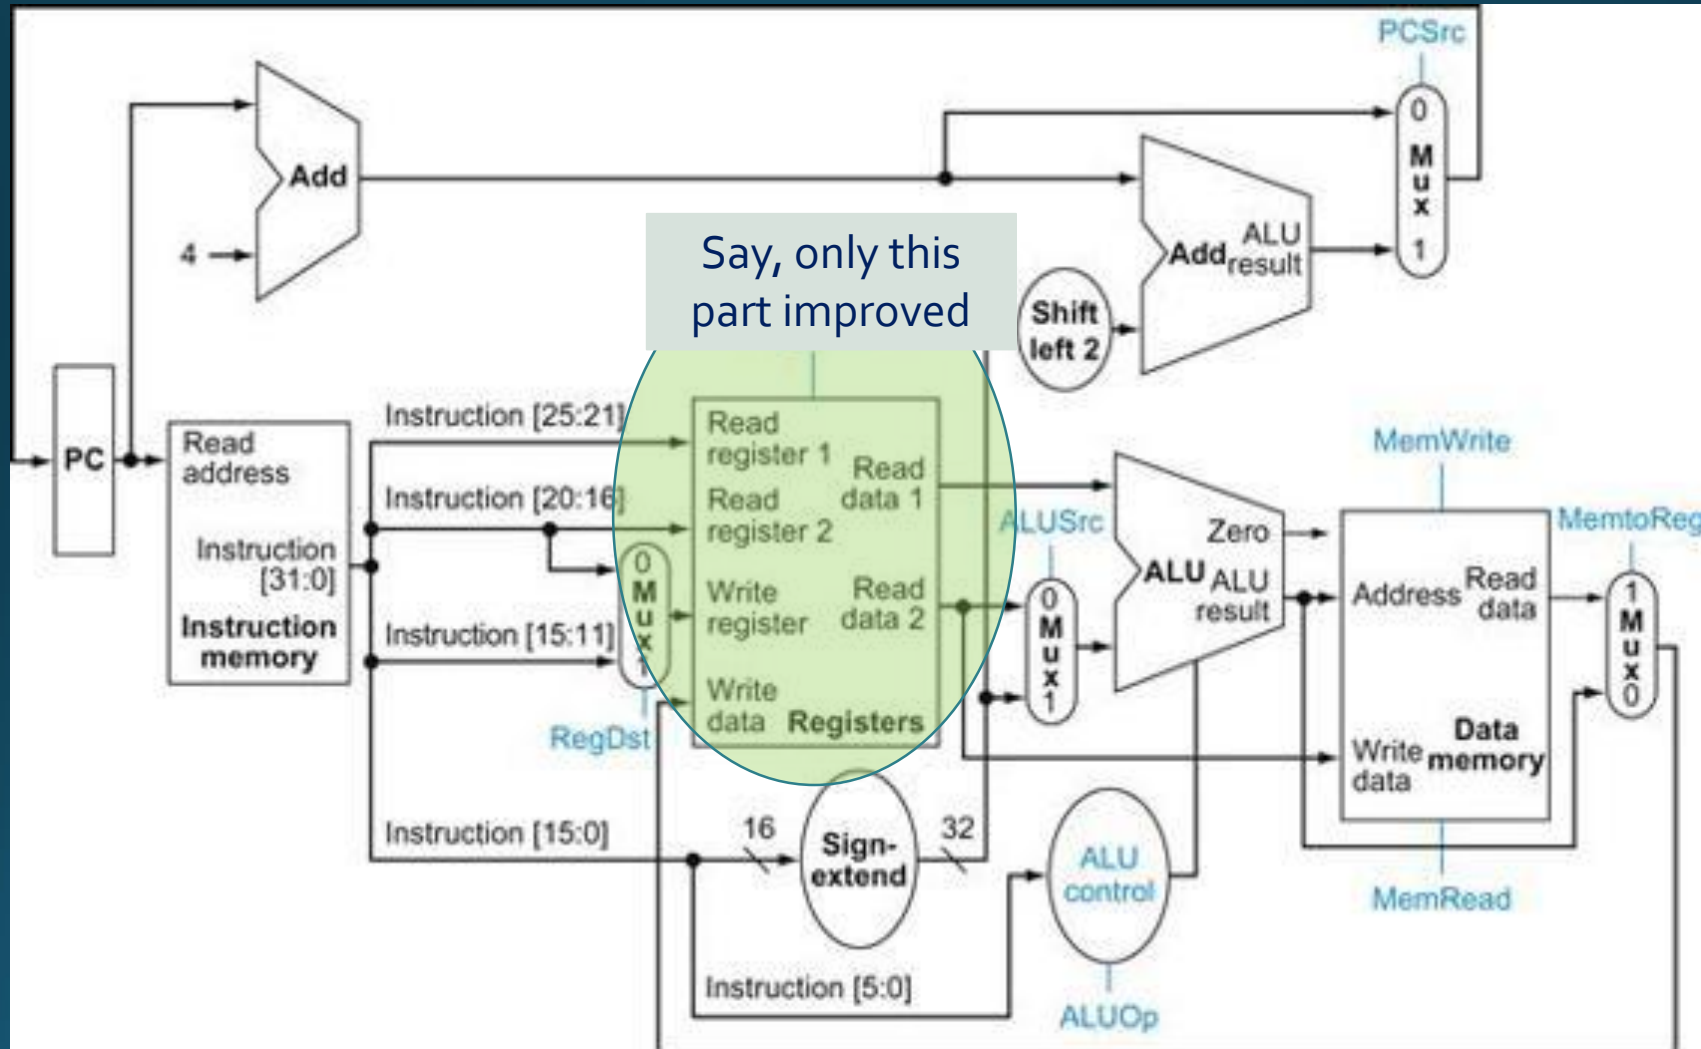 PCSrc
0
M
u
x
1
Add
4
Add
ALU
result
Say, only this
part improved
Shift
left 2
PC
Read
address
Instruction
[31:0]
Instruction
memory
Instruction [25:21]
Instruction [20:16]
Instruction [15:11]
Instruction [15:0]
Instruction [5:0]
0
M
u
x
1
RegDst
Read
register 1
Read
register 2
Write
register
Write
data
Read
data 1
Read
data 2
Registers
16
Sign-
extend
32
ALUSrc
0
M
u
x
1
Zero
ALU
ALU
result
ALU
control
ALUOp
MemWrite
Address
Read
data
Write
data
Data
memory
MemRead
MemtoReg
1
M
u
x
0